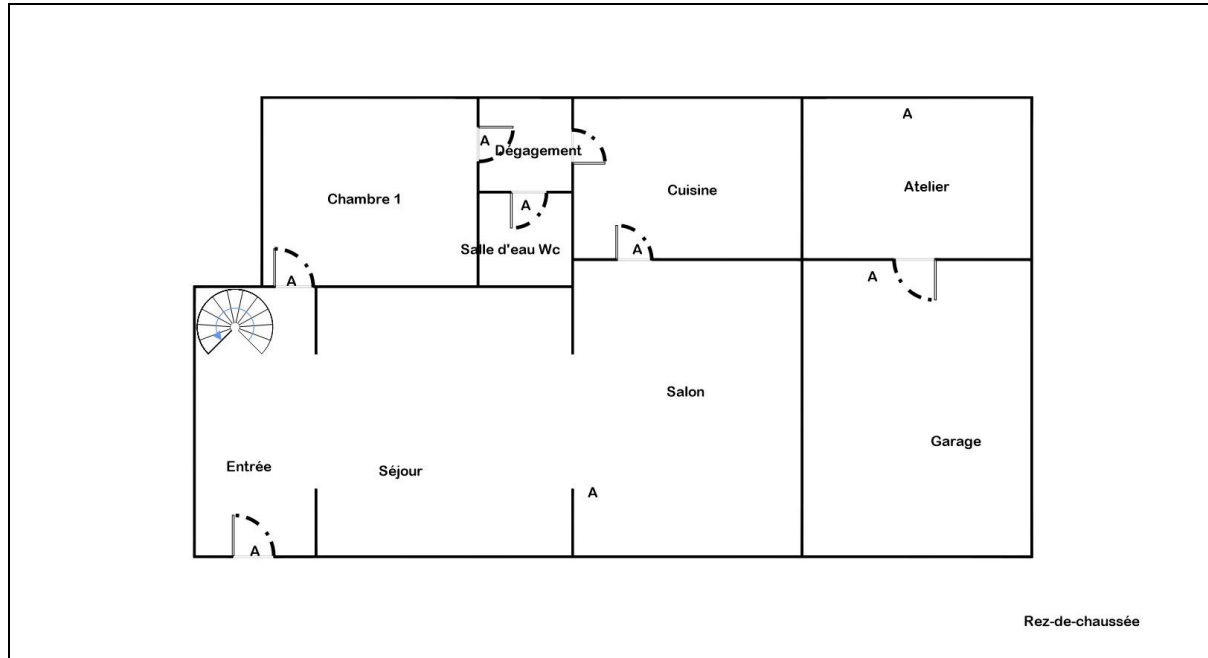 A
A
Dégagement
Chambre 1
Cuisine
Atelier
A
Salle d'eau Wc
A
A
A
Salon
Garage
Entrée
Séjour
A
A
Rez-de-chaussée